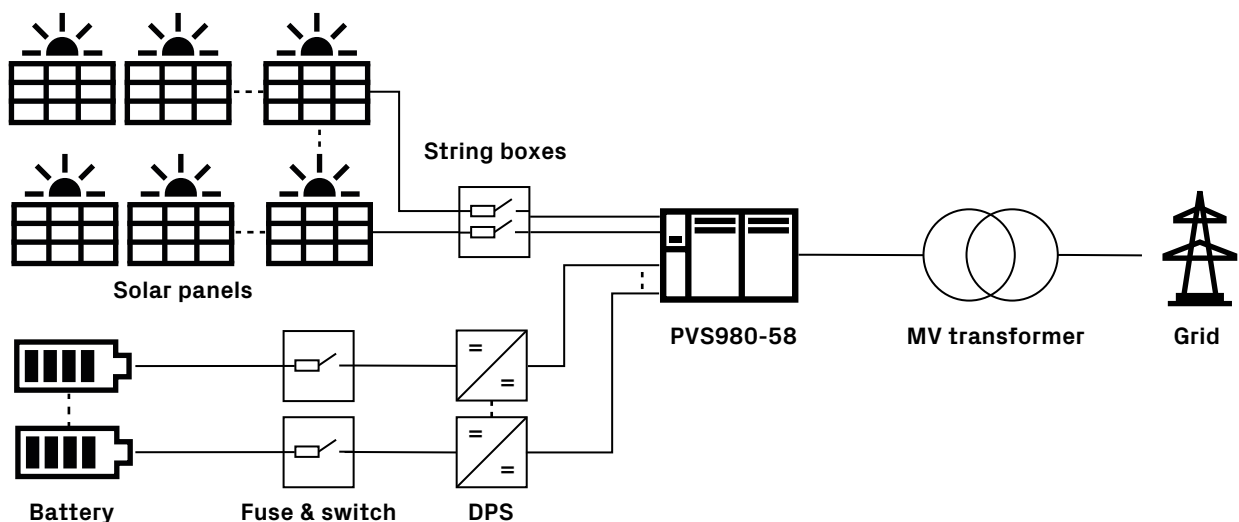 String boxes
Solar panels
PVS980-58
MV transformer
Grid
Battery
Fuse & switch
DPS